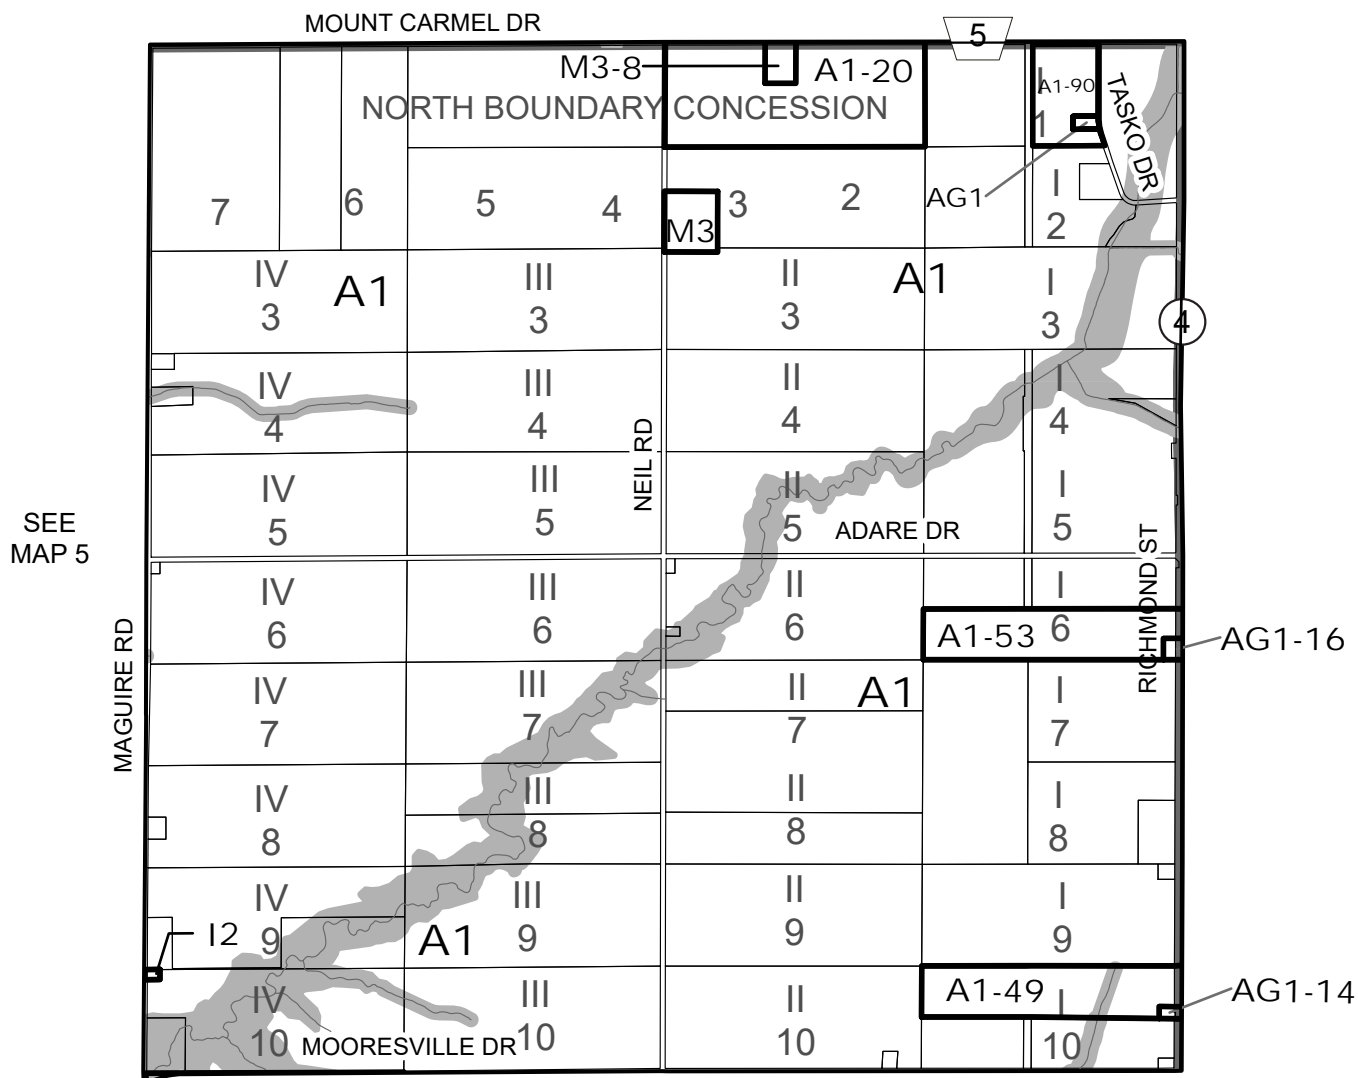 MOUNT CARMEL DR
5
M3-8
A1-20
I
A1-90
1
TASKO DR
NORTH BOUNDARY CONCESSION
AG1
7
6
5
4
3
2
I
2
M3
IV
3
A1
III
3
II
3
A1
I
3
4
IV
4
III
4
II
4
I
4
NEIL RD
IV
5
III
5
II
5
ADARE DR
I
5
SEE
MAP 5
RICHMOND ST
IV
6
III
6
II
6
A1-53
I
6
AG1-16
MAGUIRE RD
IV
7
III
7
II
7
A1
I
7
IV
8
III
8
II
8
I
8
IV
9
I2
III
9
A1
II
9
I
9
IV
10
MOORESVILLE DR
III
10
II
10
A1-49
I
10
AG1-14